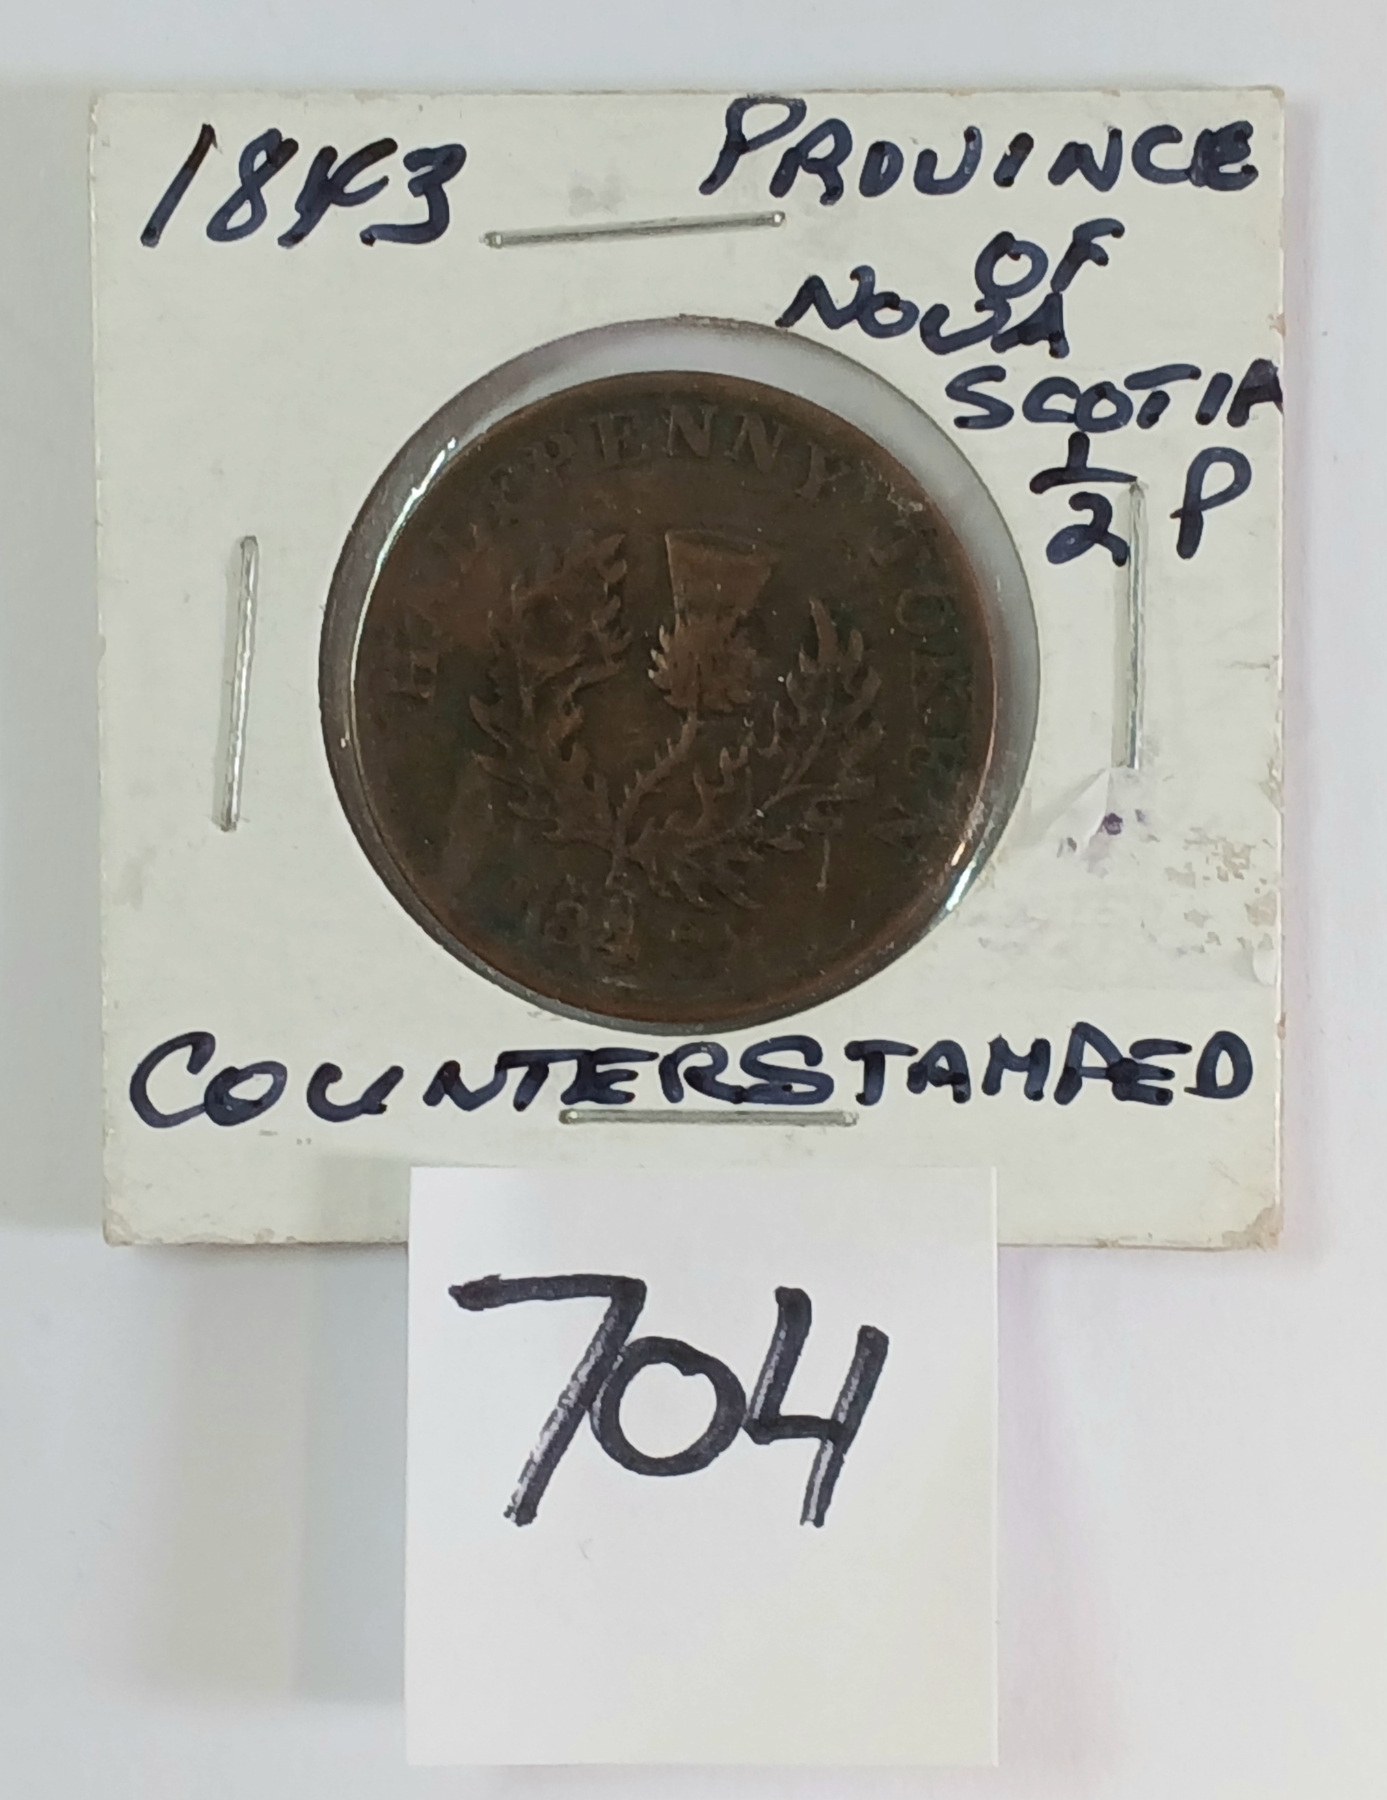 1843
PROVINCE
OF
NOVA
SCOTIA
1/2 P
HALFPENNY TOKEN
COUNTERSTAMPED
704